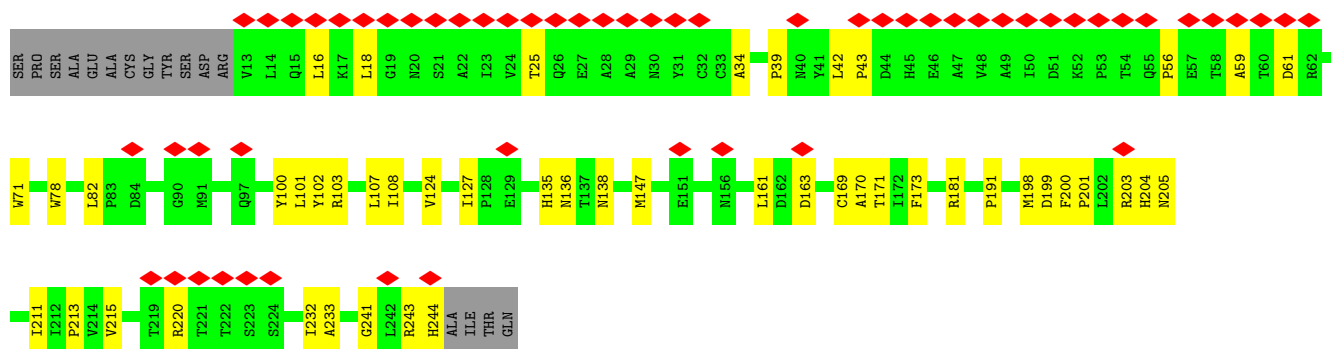 SER PRO SER ALA GLU ALA CYS GLY TYR SER ASP ARG V13 L14 Q15 L16 K17 L18 G19 N20 S21 A22 I23 V24 T25 Q26 E27 A28 A29 N30 Y31 C32 C33 A34 P39 N40 Y41 L42 P43 D44 H45 E46 A47 V48 A49 I50 D51 K52 P53 T54 Q55 P56 E57 T58 A59 T60 D61 R62
W71 W78 L82 P83 D84 G90 M91 Q97 Y100 L101 Y102 R103 L107 I108 V124 I127 P128 E129 H135 N136 T137 N138 M147 E151 N156 L161 D162 D163 C169 A170 T171 I172 F173 R181 P191 M198 D199 F200 P201 L202 R203 H204 N205
I211 I212 P213 V214 V215 T219 R220 T221 T222 S223 S224 I232 A233 G241 L242 R243 H244 ALA ILE THR GLN